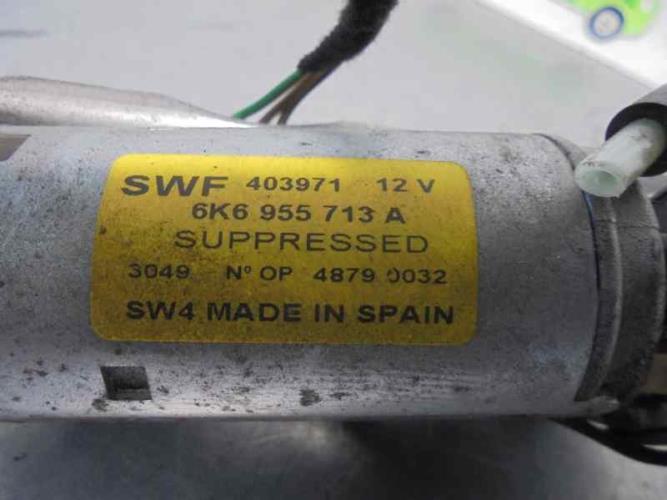 SWF 403971 12 V
6K6 955 713 A
SUPPRESSED
3049 Nº OP 4879 0032
SW4 MADE IN SPAIN